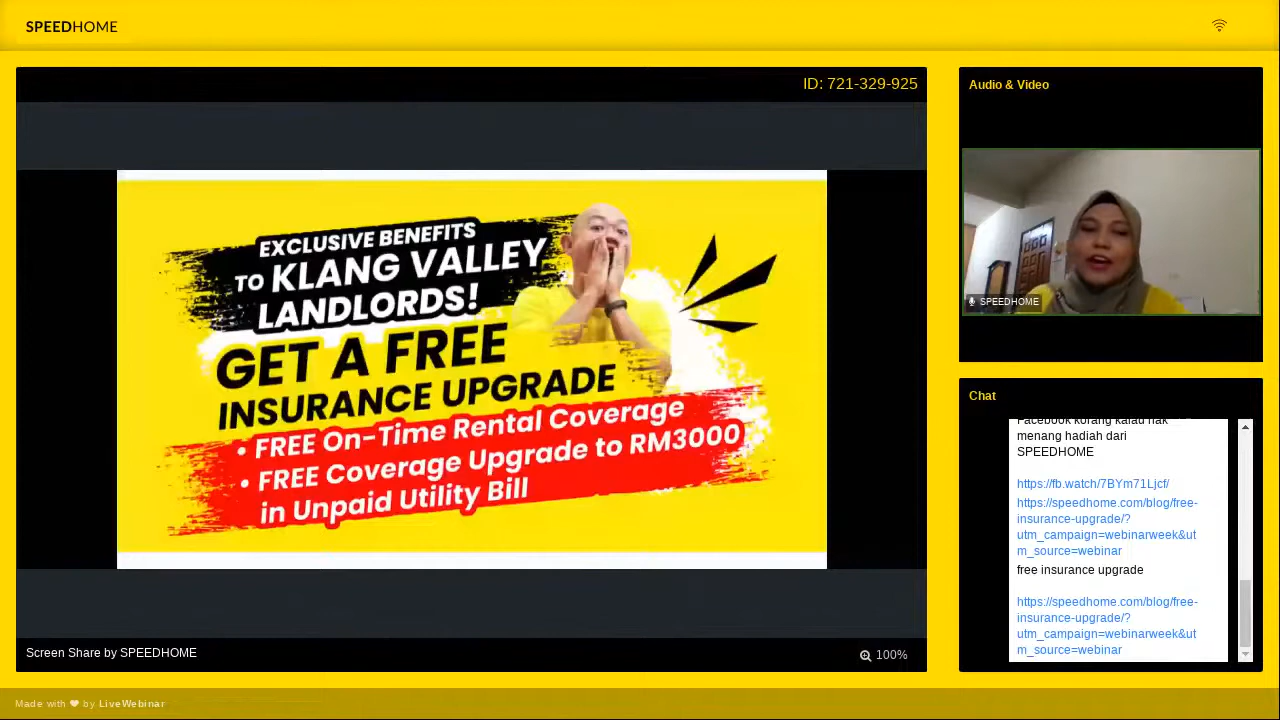 SPEEDHOME
ID: 721-329-925
EXCLUSIVE BENEFITS
TO KLANG VALLEY
LANDLORDS!
GET A FREE
INSURANCE UPGRADE
• FREE On-Time Rental Coverage
• FREE Coverage Upgrade to RM3000
in Unpaid Utility Bill
Screen Share by SPEEDHOME
100%
Audio & Video
SPEEDHOME
Chat
Facebook korang kalau nak
menang hadiah dari
SPEEDHOME
https://fb.watch/7BYm71Ljcf/
https://speedhome.com/blog/free-
insurance-upgrade/?
utm_campaign=webinarweek&ut
m_source=webinar
free insurance upgrade
https://speedhome.com/blog/free-
insurance-upgrade/?
utm_campaign=webinarweek&ut
m_source=webinar
Made with ❤ by LiveWebinar